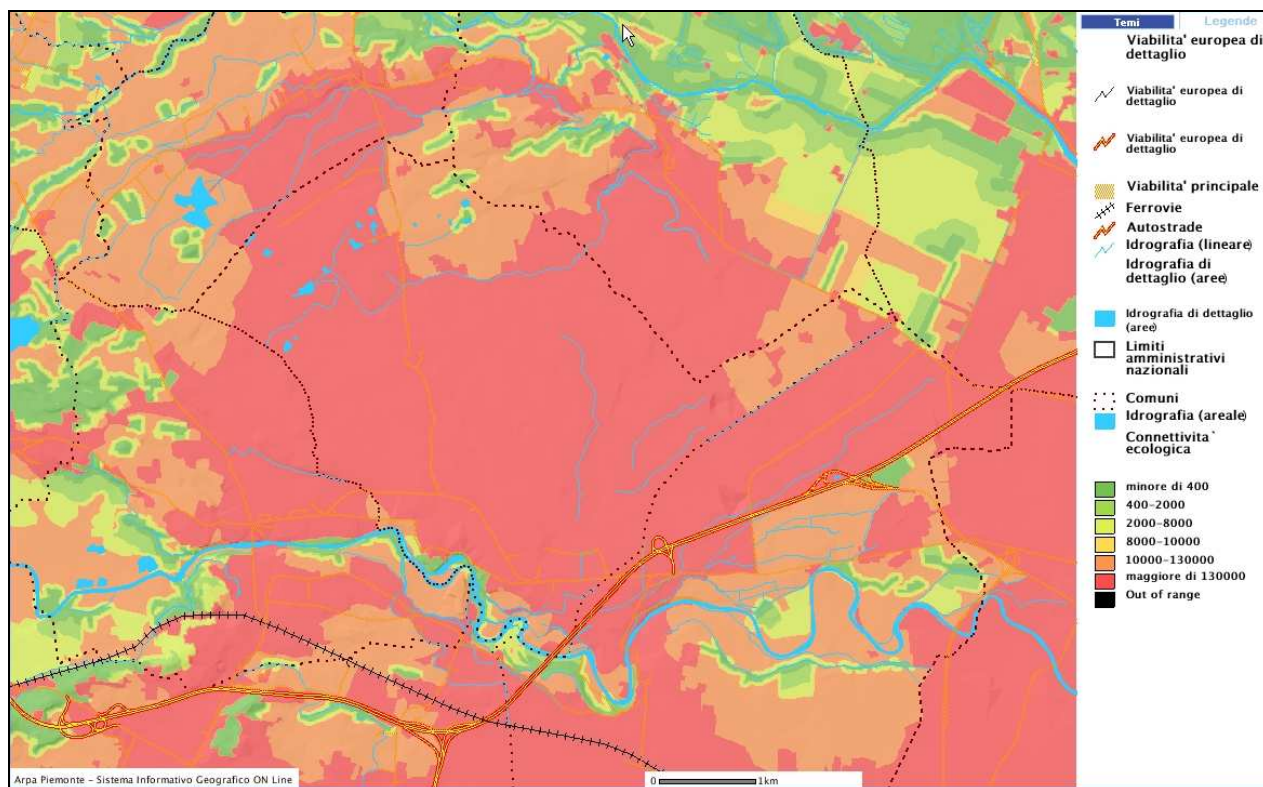 Temi
Legende
Viabilita' europea di
dettaglio
Viabilita' europea di
dettaglio
Viabilita' europea di
dettaglio
Viabilita' principale
Ferrovie
Autostrade
Idrografia (lineare)
Idrografia di
dettaglio (aree)
Idrografia di dettaglio
(aree)
Limiti
amministrativi
nazionali
Comuni
Idrografia (areale)
Connettivita`
ecologica
minore di 400
400-2000
2000-8000
8000-10000
10000-130000
maggiore di 130000
Out of range
Arpa Piemonte - Sistema Informativo Geografico ON Line
0 1km